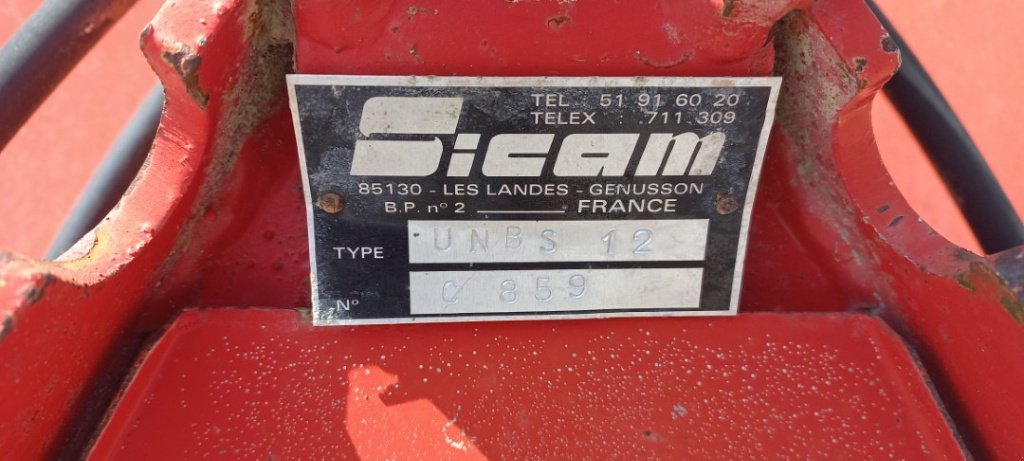 TEL : 51 91 60 20
TELEX : 711.309
Sicam
85130 - LES LANDES - GENUSSON
B.P. n° 2 ______ FRANCE
TYPE UNBS 12
N° C 859